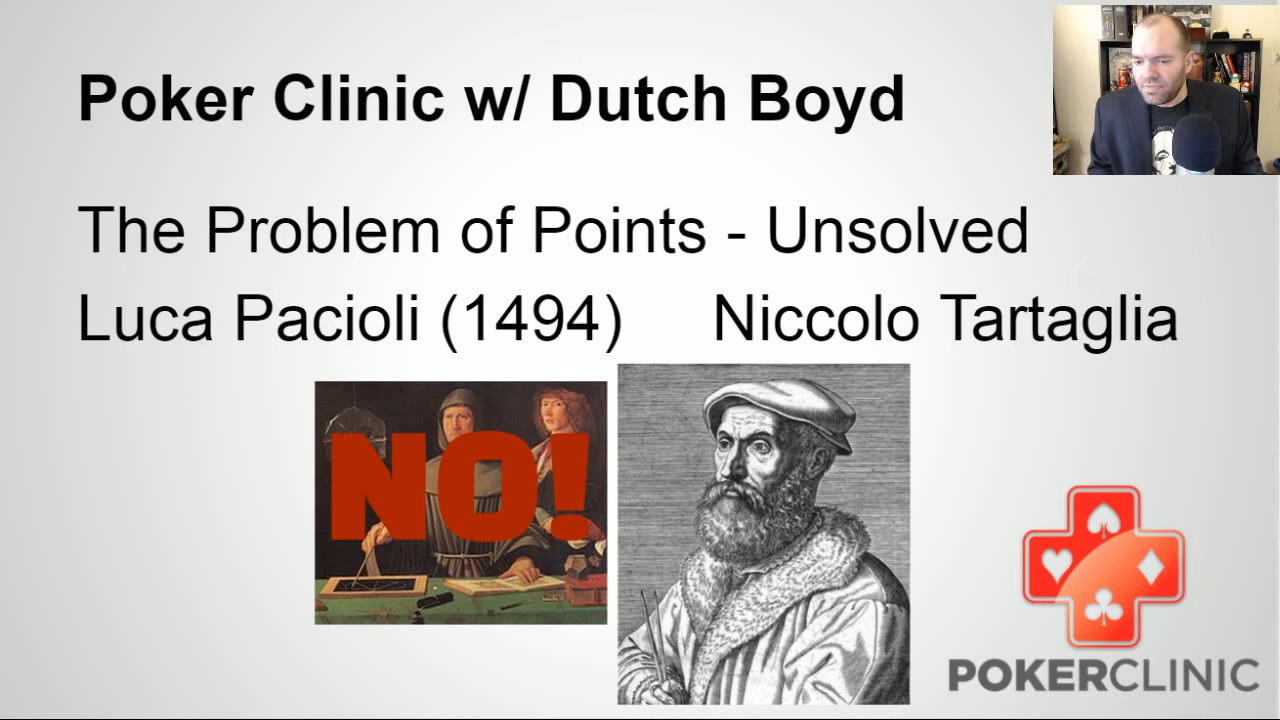 Poker Clinic w/ Dutch Boyd
The Problem of Points - Unsolved
Luca Pacioli (1494) Niccolo Tartaglia
NO!
POKERCLINIC